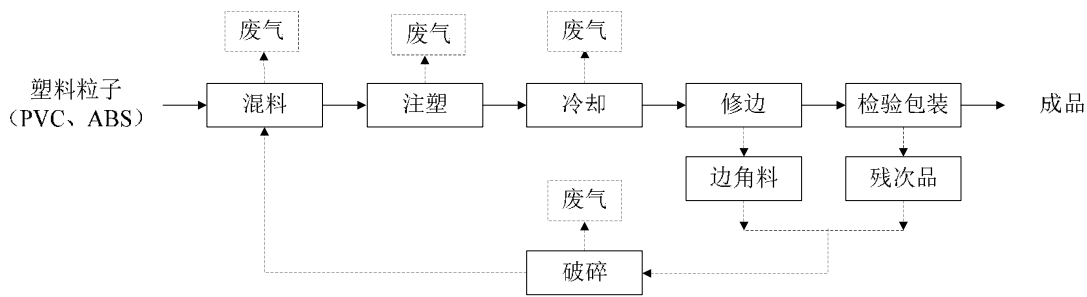 废气
废气
废气
塑料粒子
（PVC、ABS）
混料
注塑
冷却
修边
检验包装
成品
边角料
残次品
废气
破碎